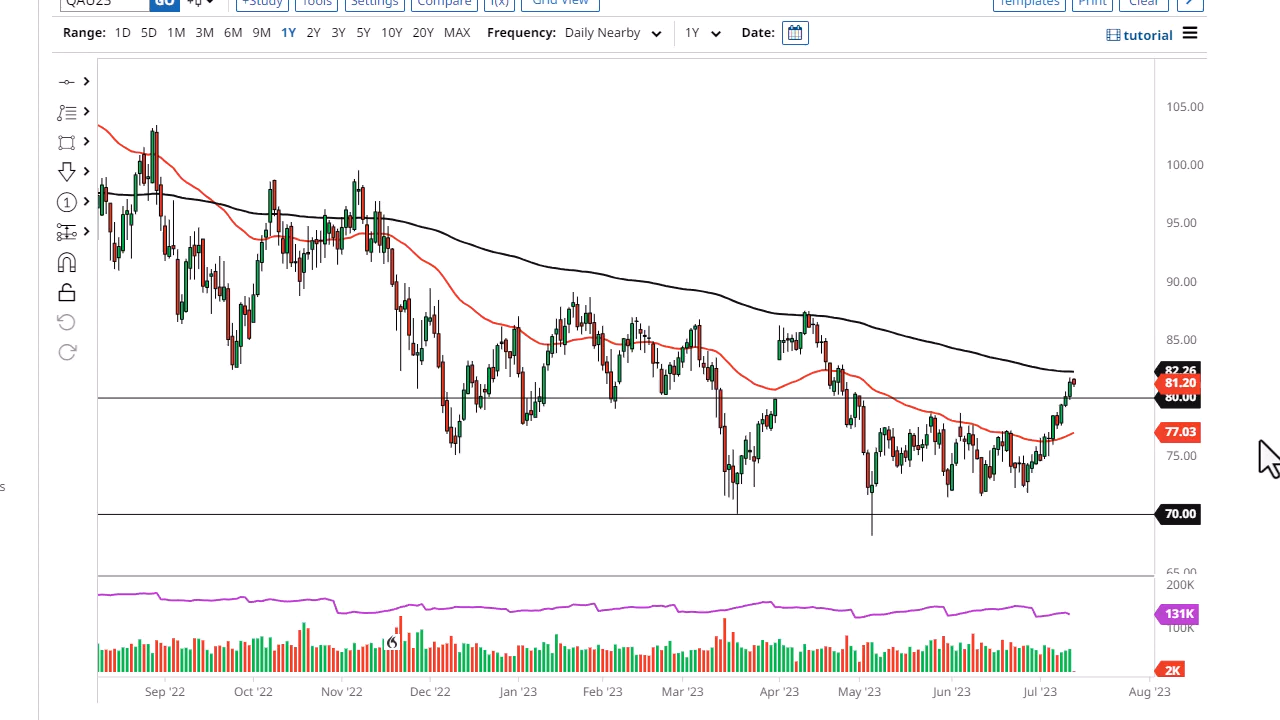 QAU23 GO +Study Tools Settings Compare f(x) Grid View Templates Print Clear
Range: 1D 5D 1M 3M 6M 9M 1Y 2Y 3Y 5Y 10Y 20Y MAX Frequency: Daily Nearby 1Y Date: tutorial
105.00
100.00
95.00
90.00
85.00
82.26
81.20
80.00
77.03
75.00
s
70.00
65.00
200K
131K
100K
2K
Sep '22 Oct '22 Nov '22 Dec '22 Jan '23 Feb '23 Mar '23 Apr '23 May '23 Jun '23 Jul '23 Aug '23
1